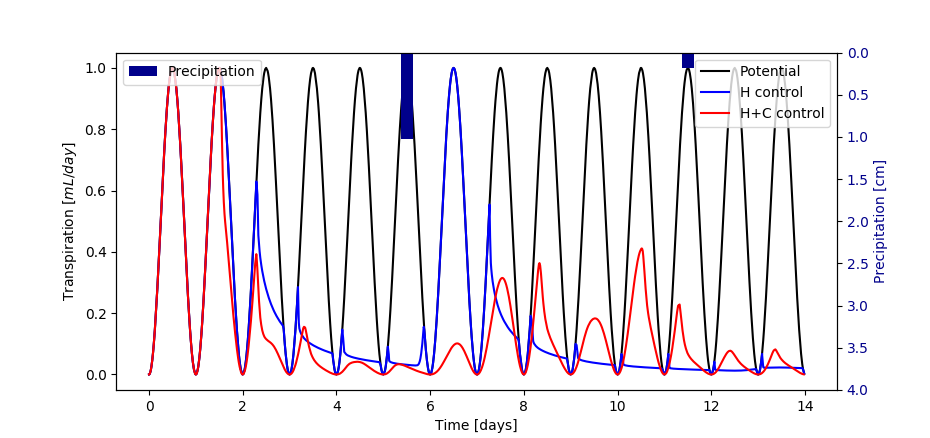 Precipitation
Potential
H control
H+C control
1.0
0.8
0.6
0.4
0.2
0.0
Transpiration [mL/day]
0.0
0.5
1.0
1.5
2.0
2.5
3.0
3.5
4.0
Precipitation [cm]
0 2 4 6 8 10 12 14
Time [days]